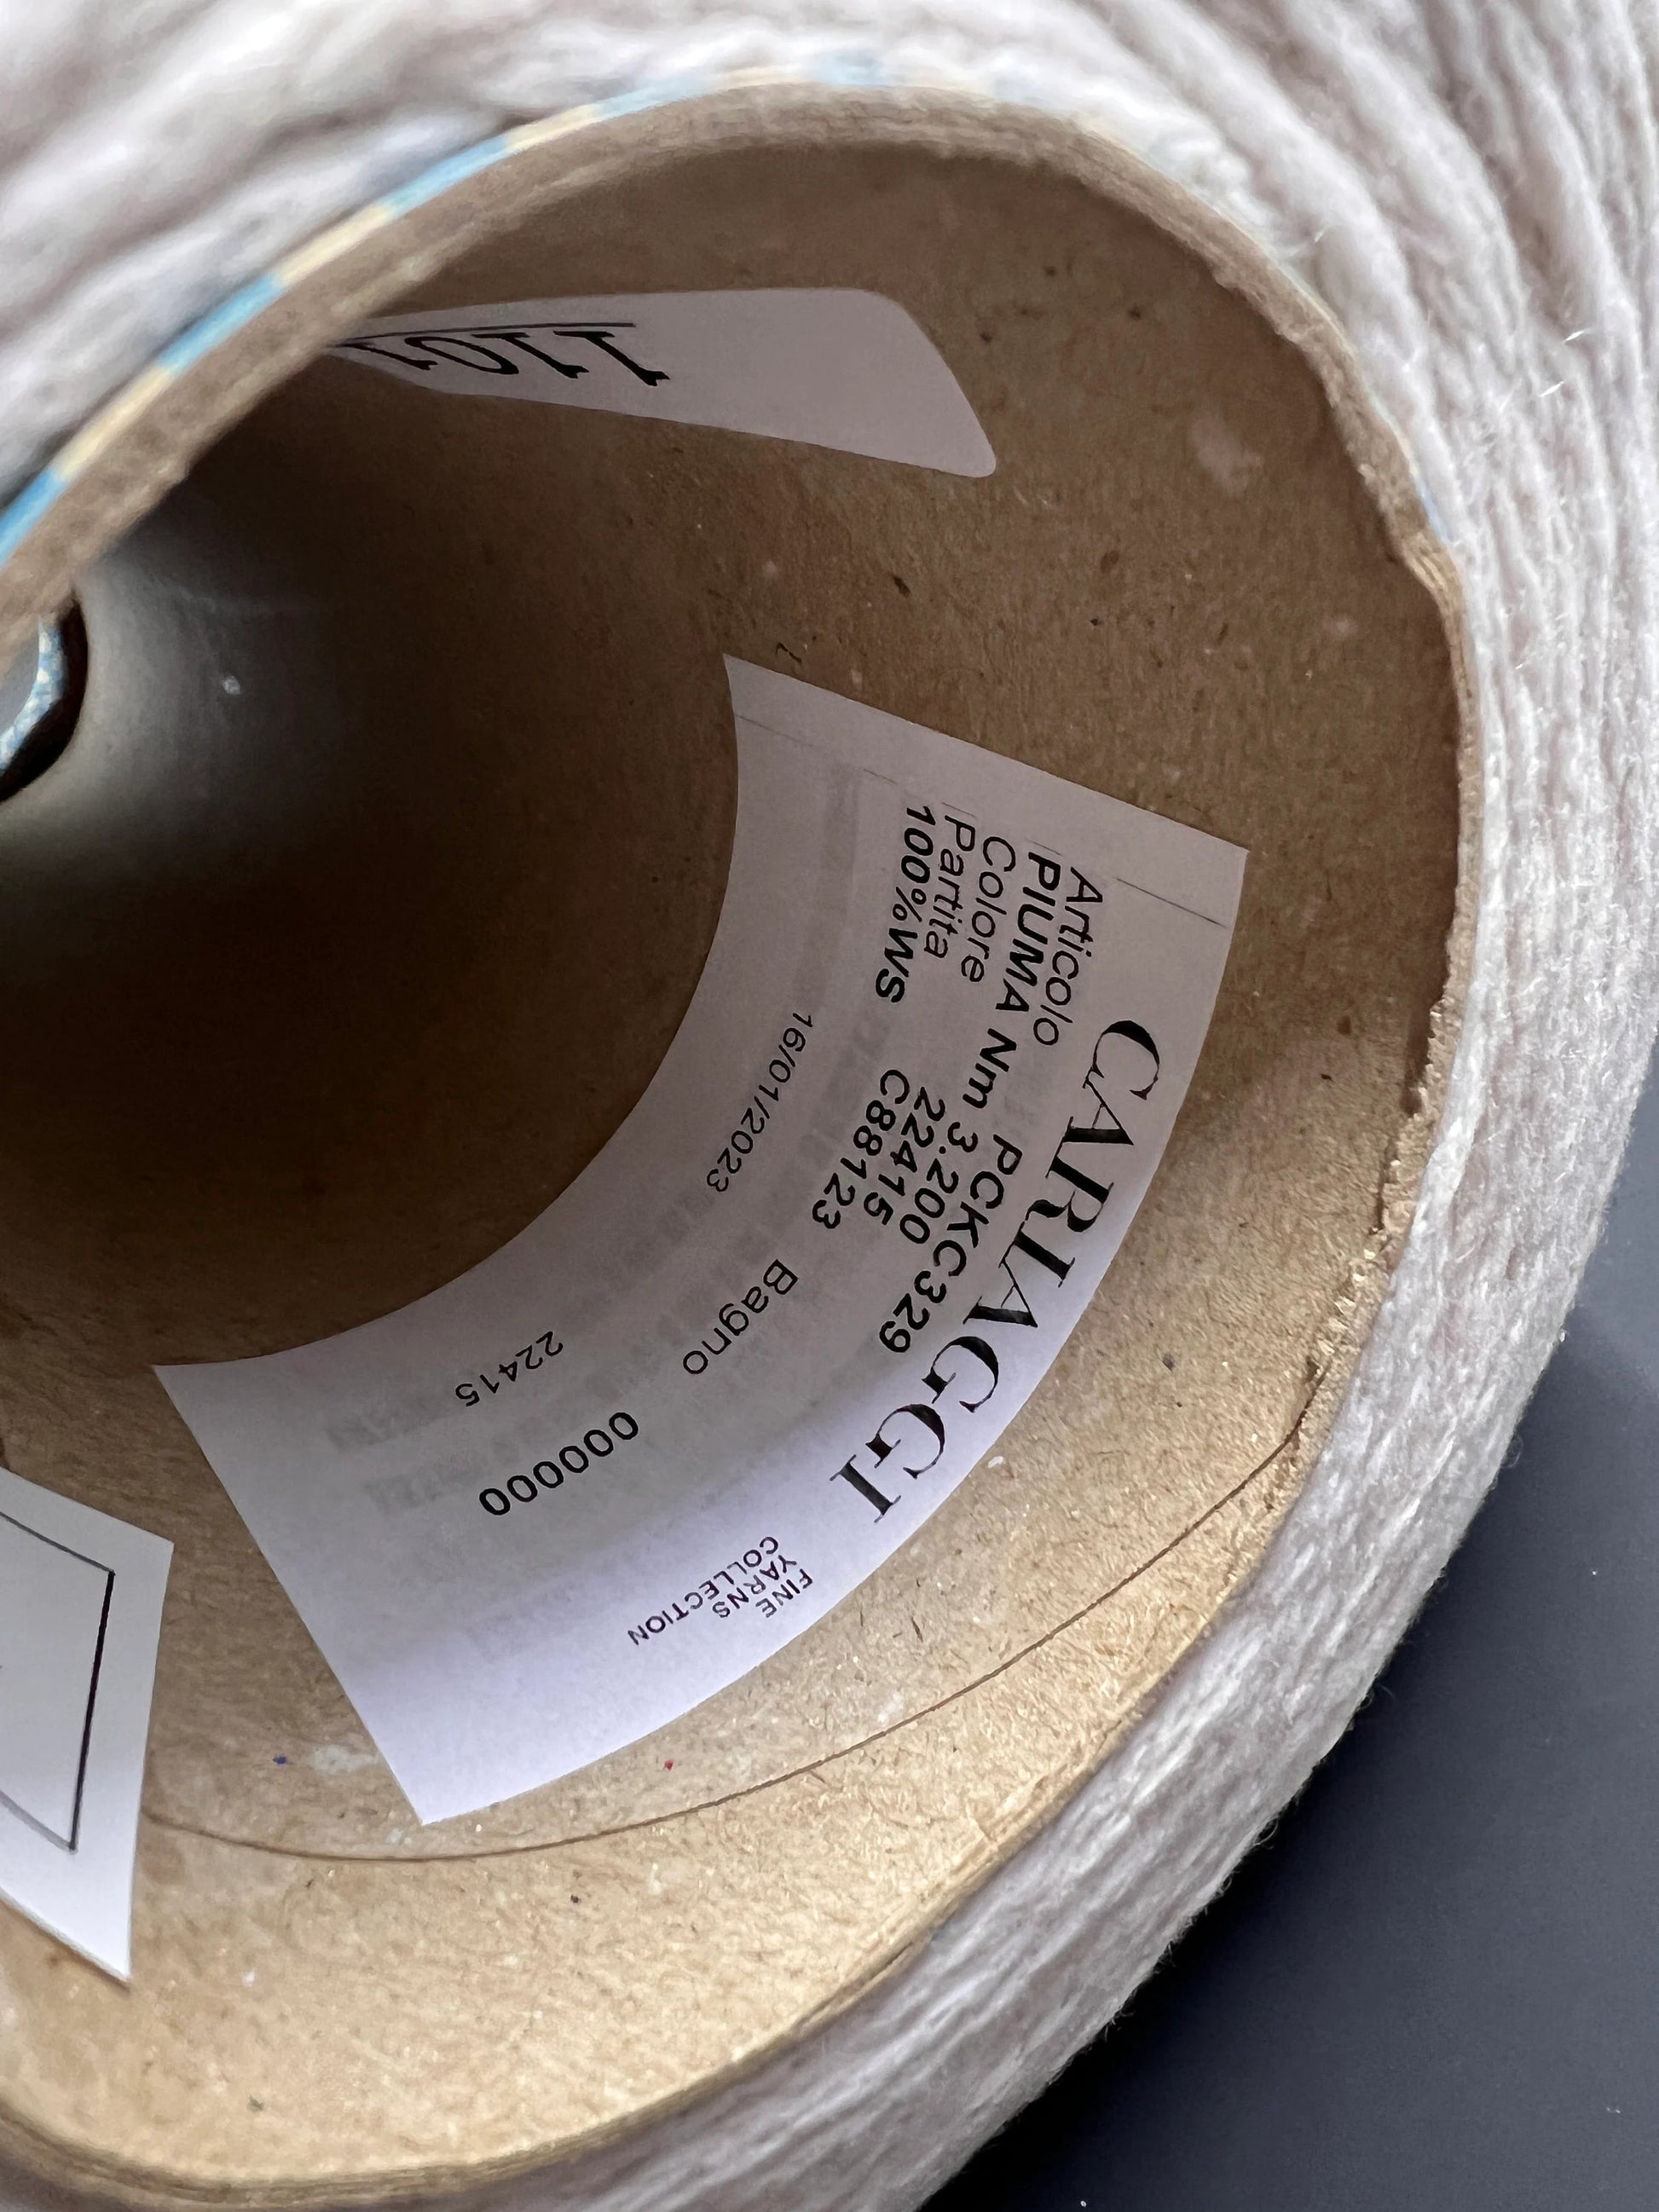 1101
CARIAGGI
FINE
YARNS
COLLECTION
Articolo PCKC329
PIUMA Nm 3.200
Colore 22415
Partita C88123 Bagno 000000
100%WS
16/01/2023 22415